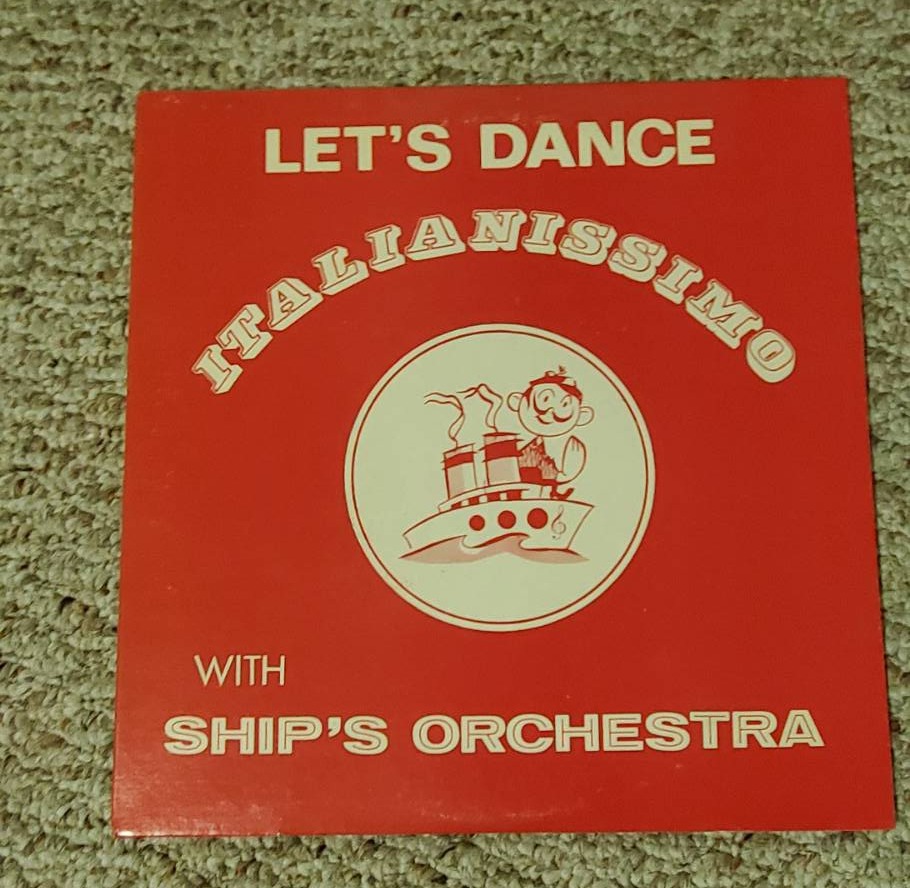 LET'S DANCE
ITALIANISSIMO
WITH
SHIP'S ORCHESTRA